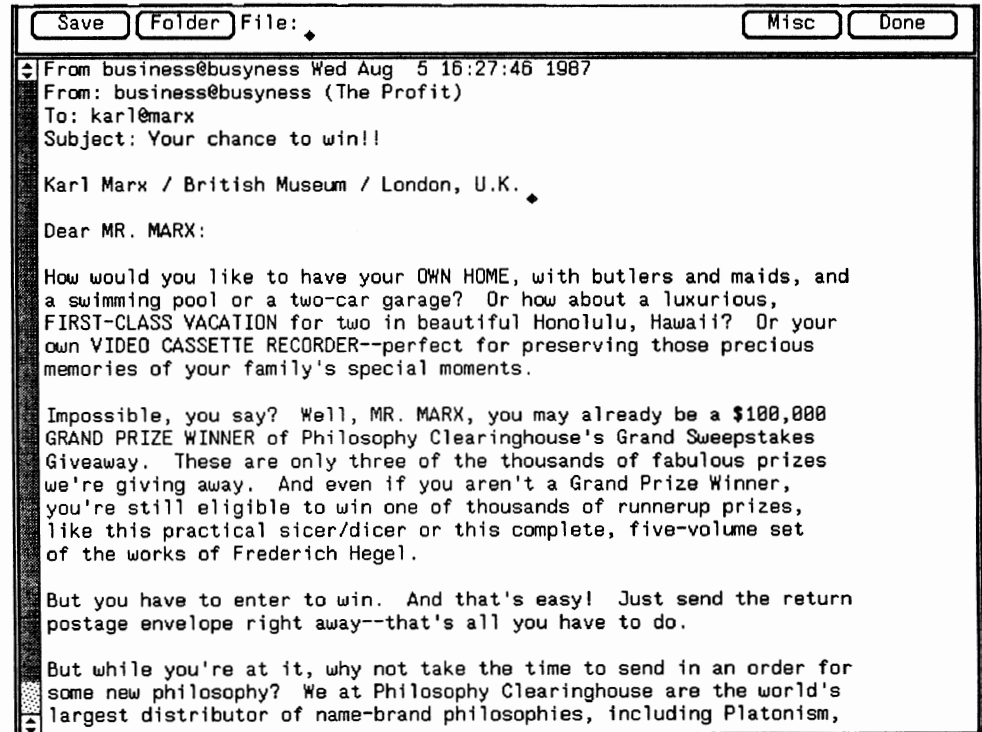 Save Folder File: Misc Done
From business@busyness Wed Aug  5 16:27:46 1987
From: business@busyness (The Profit)
To: karl@marx
Subject: Your chance to win!!
Karl Marx / British Museum / London, U.K.
Dear MR. MARX:
How would you like to have your OWN HOME, with butlers and maids, and
a swimming pool or a two-car garage?  Or how about a luxurious,
FIRST-CLASS VACATION for two in beautiful Honolulu, Hawaii?  Or your
own VIDEO CASSETTE RECORDER--perfect for preserving those precious
memories of your family's special moments.
Impossible, you say?  Well, MR. MARX, you may already be a $100,000
GRAND PRIZE WINNER of Philosophy Clearinghouse's Grand Sweepstakes
Giveaway.  These are only three of the thousands of fabulous prizes
we're giving away.  And even if you aren't a Grand Prize Winner,
you're still eligible to win one of thousands of runnerup prizes,
like this practical sicer/dicer or this complete, five-volume set
of the works of Frederich Hegel.
But you have to enter to win.  And that's easy!  Just send the return
postage envelope right away--that's all you have to do.
But while you're at it, why not take the time to send in an order for
some new philosophy?  We at Philosophy Clearinghouse are the world's
largest distributor of name-brand philosophies, including Platonism,